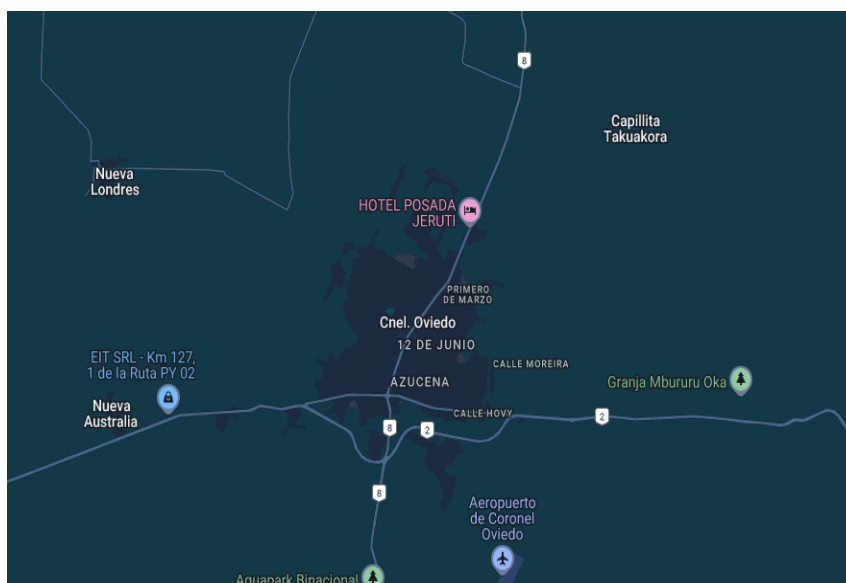 8
Capillita
Takuakora
Nueva
Londres
HOTEL POSADA
JERUTI
PRIMERO
DE MARZO
Cnel. Oviedo
12 DE JUNIO
CALLE MOREIRA
EIT SRL - Km 127,
1 de la Ruta PY 02
AZUCENA
Granja Mbururu Oka
Nueva
Australia
CALLE HOVY
2
8
2
8
Aeropuerto
de Coronel
Oviedo
Aquapark Binacional